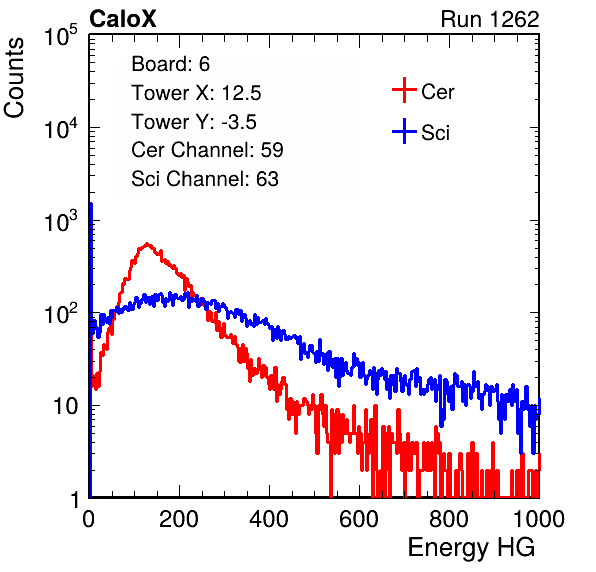 CaloX Run 1262
Counts
Board: 6
Tower X: 12.5
Tower Y: -3.5
Cer Channel: 59
Sci Channel: 63
Cer
Sci
10^5
10^4
10^3
10^2
10
1
0 200 400 600 800 1000
Energy HG